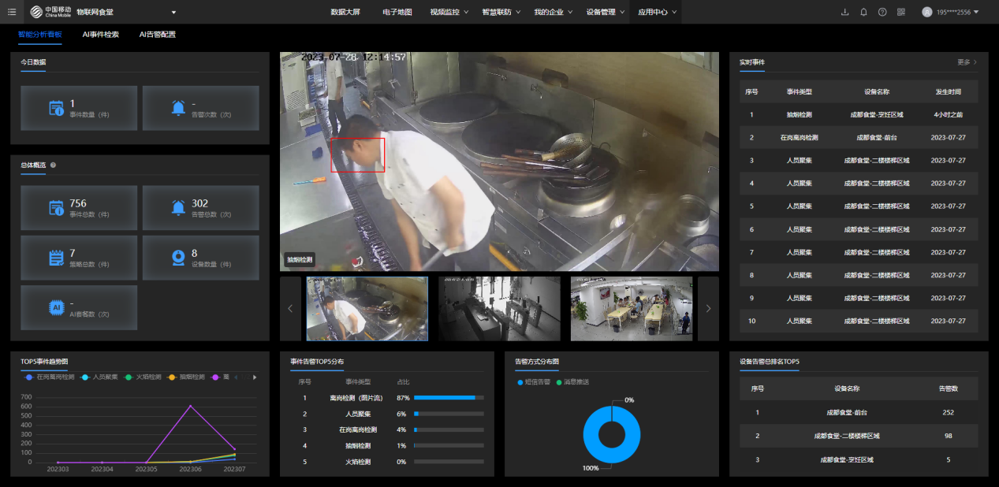 中国移动
China Mobile
物联网食堂
数据大屏
电子地图
视频监控
智慧联防
我的企业
设备管理
应用中心
195****2556
智能分析看板
AI事件检索
AI告警配置
今日数据
1
事件数量（件）
-
告警次数（次）
总体概览
756
事件总数（件）
302
告警总数（次）
7
策略总数（件）
8
设备数量（件）
AI
-
AI套餐数（次）
2023-07-28 12:14:57
抽烟检测
实时事件
更多
序号 事件类型 设备名称 发生时间
1 抽烟检测 成都食堂-烹饪区域 4小时之前
2 在岗离岗检测 成都食堂-前台 2023-07-27
3 人员聚集 成都食堂-二楼楼梯区域 2023-07-27
4 人员聚集 成都食堂-二楼楼梯区域 2023-07-27
5 人员聚集 成都食堂-二楼楼梯区域 2023-07-27
6 人员聚集 成都食堂-二楼楼梯区域 2023-07-27
7 人员聚集 成都食堂-二楼楼梯区域 2023-07-27
8 人员聚集 成都食堂-二楼楼梯区域 2023-07-27
9 人员聚集 成都食堂-二楼楼梯区域 2023-07-27
10 人员聚集 成都食堂-二楼楼梯区域 2023-07-27
TOP5事件趋势图
在岗离岗检测 人员聚集 火焰检测 抽烟检测 离
700
600
500
400
300
200
100
0
202303 202304 202305 202306 202307
事件告警TOP5分布
序号 事件类型 占比
1 离岗检测（图片流） 87%
2 人员聚集 6%
3 在岗离岗检测 4%
4 抽烟检测 1%
5 火焰检测 0%
告警方式分布图
短信告警 消息推送
0%
100%
设备告警总排名TOP5
序号 设备名称 告警数
1 成都食堂-前台 252
2 成都食堂-二楼楼梯区域 98
3 成都食堂-烹饪区域 5